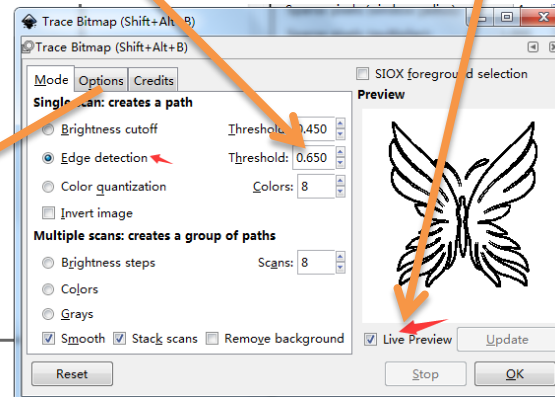 Trace Bitmap (Shift+Alt+B)
Trace Bitmap (Shift+Alt+B)
Mode Options Credits
SIOX foreground selection
Single scan: creates a path
Preview
Brightness cutoff Threshold: 0.450
Edge detection Threshold: 0.650
Color quantization Colors: 8
Invert image
Multiple scans: creates a group of paths
Brightness steps Scans: 8
Colors
Grays
Smooth Stack scans Remove background
Live Preview Update
Reset Stop OK